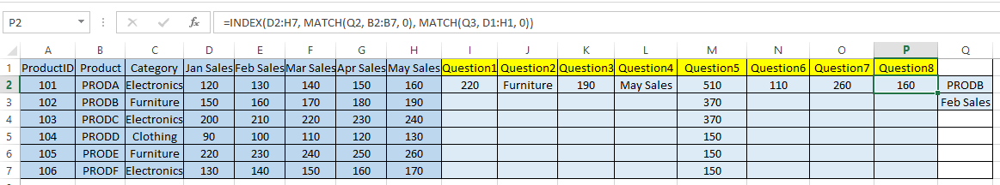 P2 fx =INDEX(D2:H7, MATCH(Q2, B2:B7, 0), MATCH(Q3, D1:H1, 0))
A B C D E F G H I J K L M N O P Q
1 ProductID Product Category Jan Sales Feb Sales Mar Sales Apr Sales May Sales Question1 Question2 Question3 Question4 Question5 Question6 Question7 Question8
2 101 PRODA Electronics 120 130 140 150 160 220 Furniture 190 May Sales 510 110 260 160 PRODB
3 102 PRODB Furniture 150 160 170 180 190 370 Feb Sales
4 103 PRODC Electronics 200 210 220 230 240 370
5 104 PRODD Clothing 90 100 110 120 130 150
6 105 PRODE Furniture 220 230 240 250 260 150
7 106 PRODF Electronics 130 140 150 160 170 150